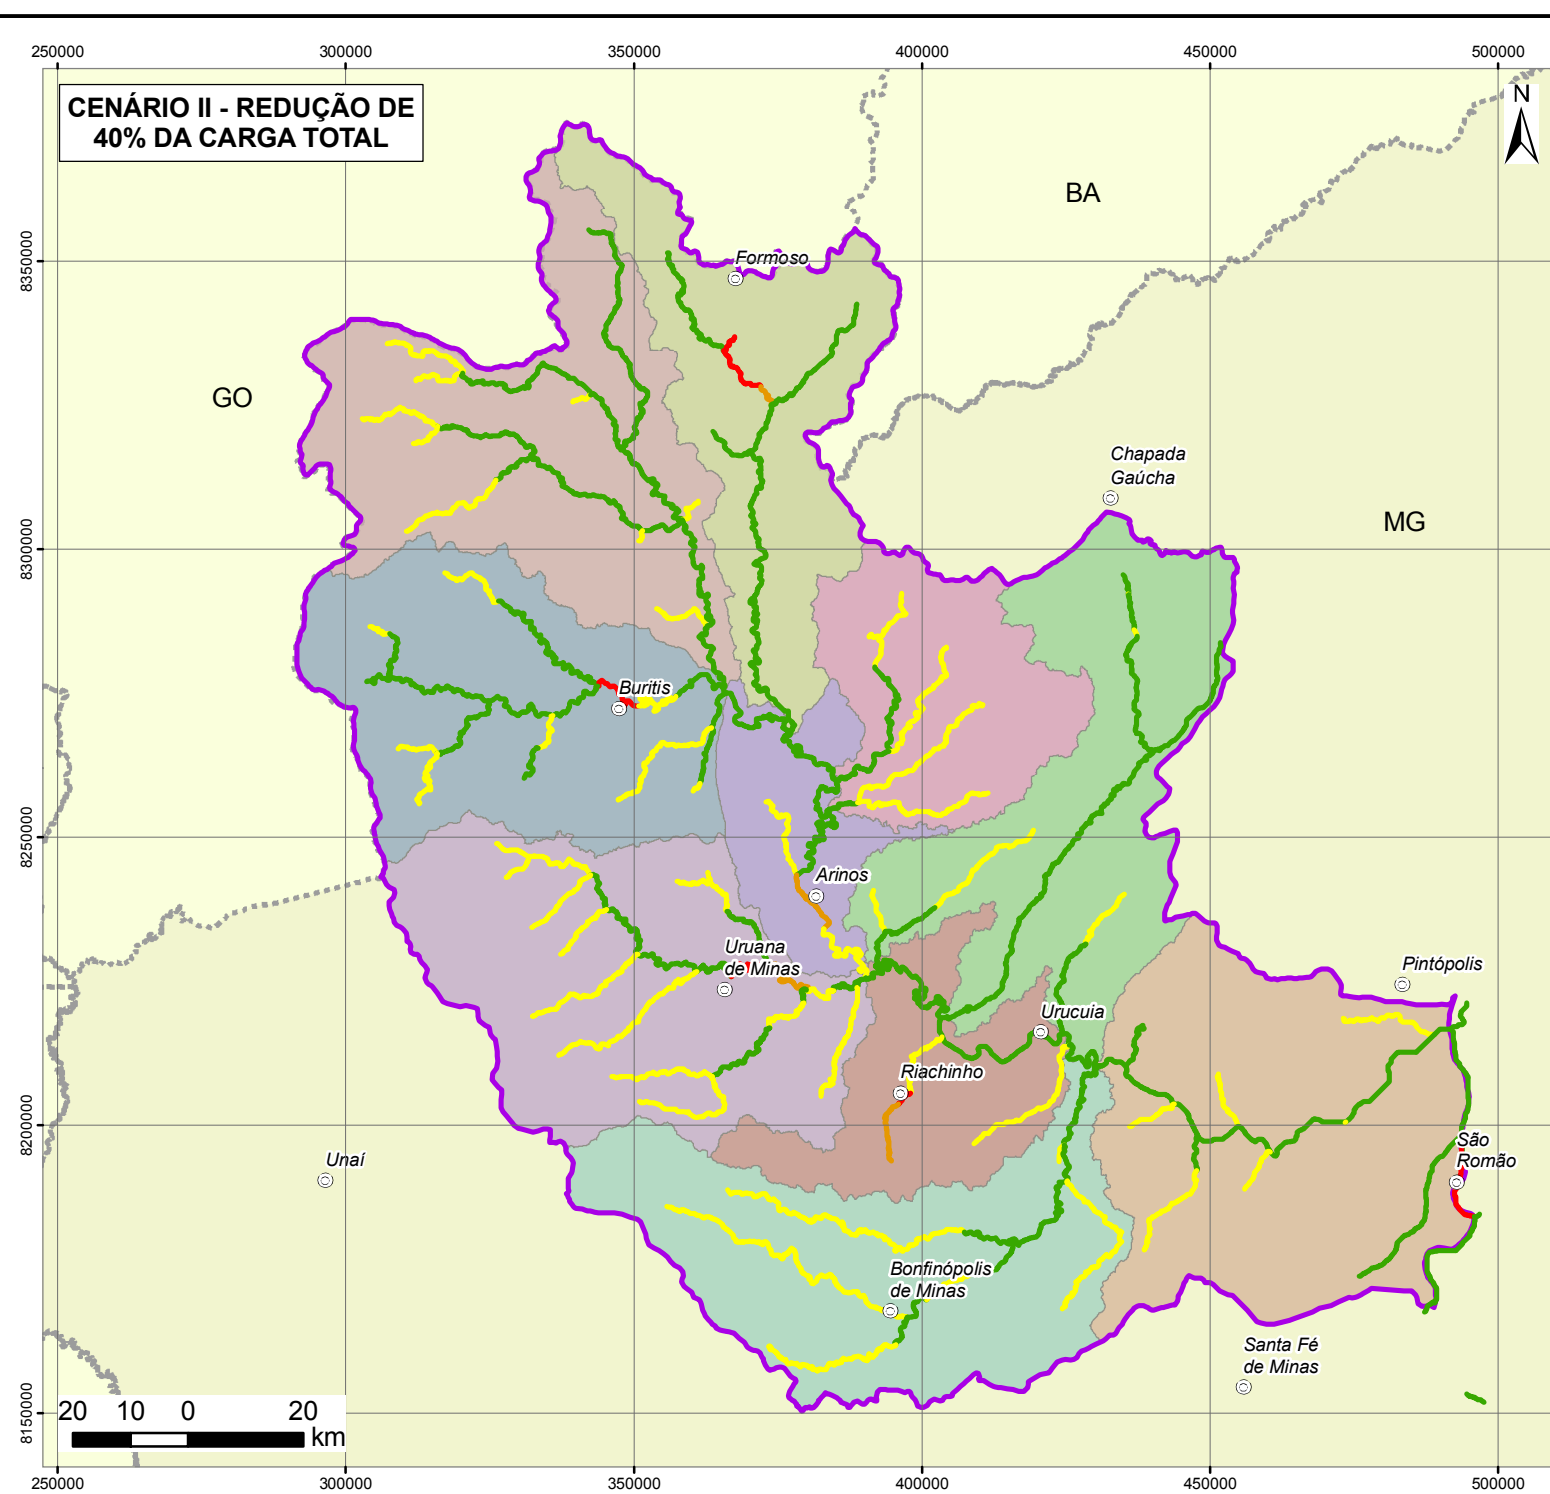 250000
300000
350000
400000
450000
500000
CENÁRIO II - REDUÇÃO DE
40% DA CARGA TOTAL
N
BA
GO
MG
8350000
8300000
8250000
8200000
8150000
Formoso
Chapada
Gaúcha
Buritis
Arinos
Uruana
de Minas
Pintópolis
Urucuia
Riachinho
São
Romão
Unaí
Bonfinópolis
de Minas
Santa Fé
de Minas
20 10 0 20
km
250000
300000
350000
400000
450000
500000